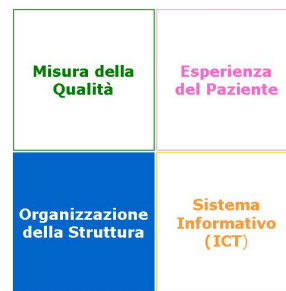 Misura della
Qualità
Esperienza
del Paziente
Organizzazione
della Struttura
Sistema
Informativo
(ICT)